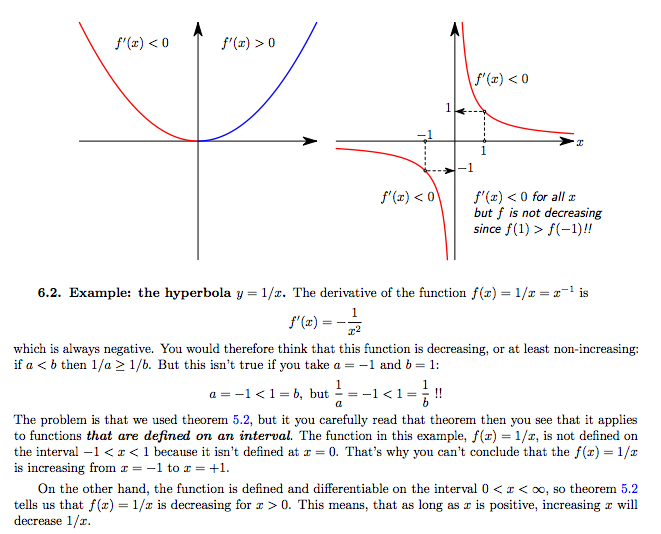 f′(x) < 0
f′(x) > 0
f′(x) < 0
1
−1
x
1
−1
f′(x) < 0
f′(x) < 0 for all x
but f is not decreasing
since f(1) > f(−1)!!
6.2. Example: the hyperbola y = 1/x. The derivative of the function f(x) = 1/x = x⁻¹ is
f′(x) = −1/x²
which is always negative. You would therefore think that this function is decreasing, or at least non-increasing:
if a < b then 1/a ≥ 1/b. But this isn't true if you take a = −1 and b = 1:
a = −1 < 1 = b, but 1/a = −1 < 1 = 1/b !!
The problem is that we used theorem 5.2, but it you carefully read that theorem then you see that it applies
to functions that are defined on an interval. The function in this example, f(x) = 1/x, is not defined on
the interval −1 < x < 1 because it isn't defined at x = 0. That's why you can't conclude that the f(x) = 1/x
is increasing from x = −1 to x = +1.
On the other hand, the function is defined and differentiable on the interval 0 < x < ∞, so theorem 5.2
tells us that f(x) = 1/x is decreasing for x > 0. This means, that as long as x is positive, increasing x will
decrease 1/x.